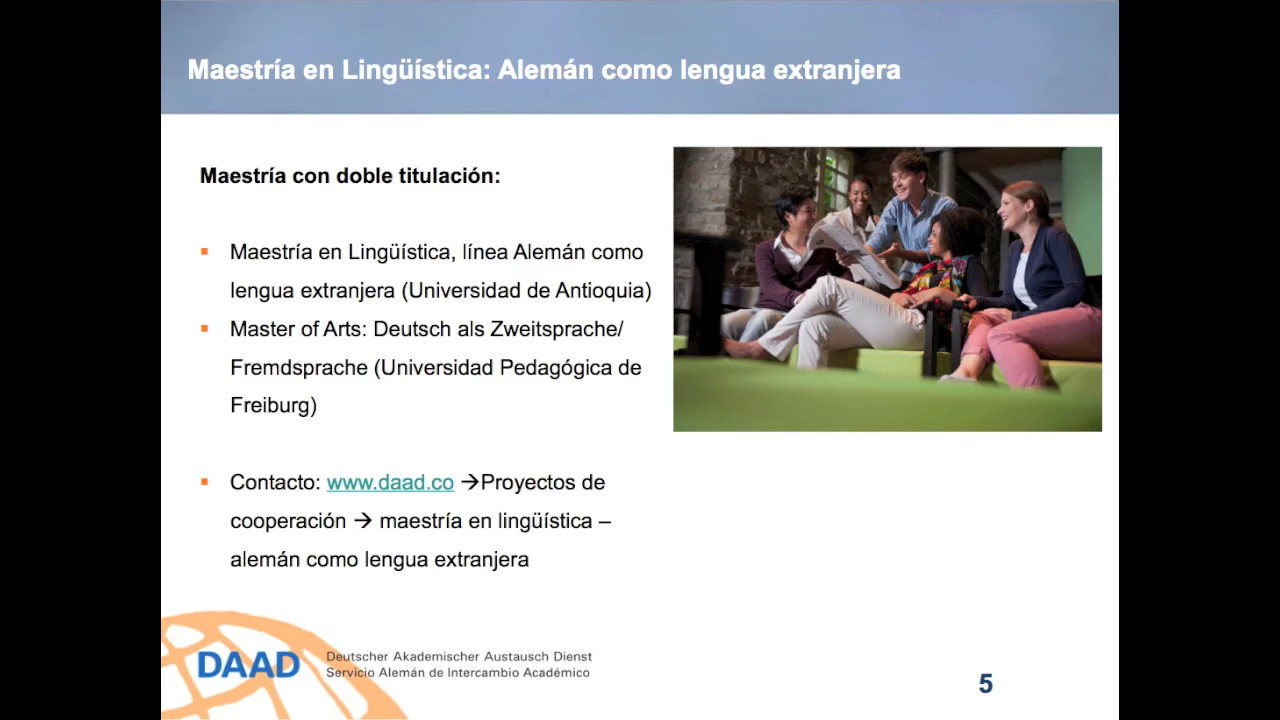 Maestría en Lingüística: Alemán como lengua extranjera
Maestría con doble titulación:
▪ Maestría en Lingüística, línea Alemán como
lengua extranjera (Universidad de Antioquia)
▪ Master of Arts: Deutsch als Zweitsprache/
Fremdsprache (Universidad Pedagógica de
Freiburg)
▪ Contacto: www.daad.co →Proyectos de
cooperación → maestría en lingüística –
alemán como lengua extranjera
DAAD
Deutscher Akademischer Austausch Dienst
Servicio Alemán de Intercambio Académico
5